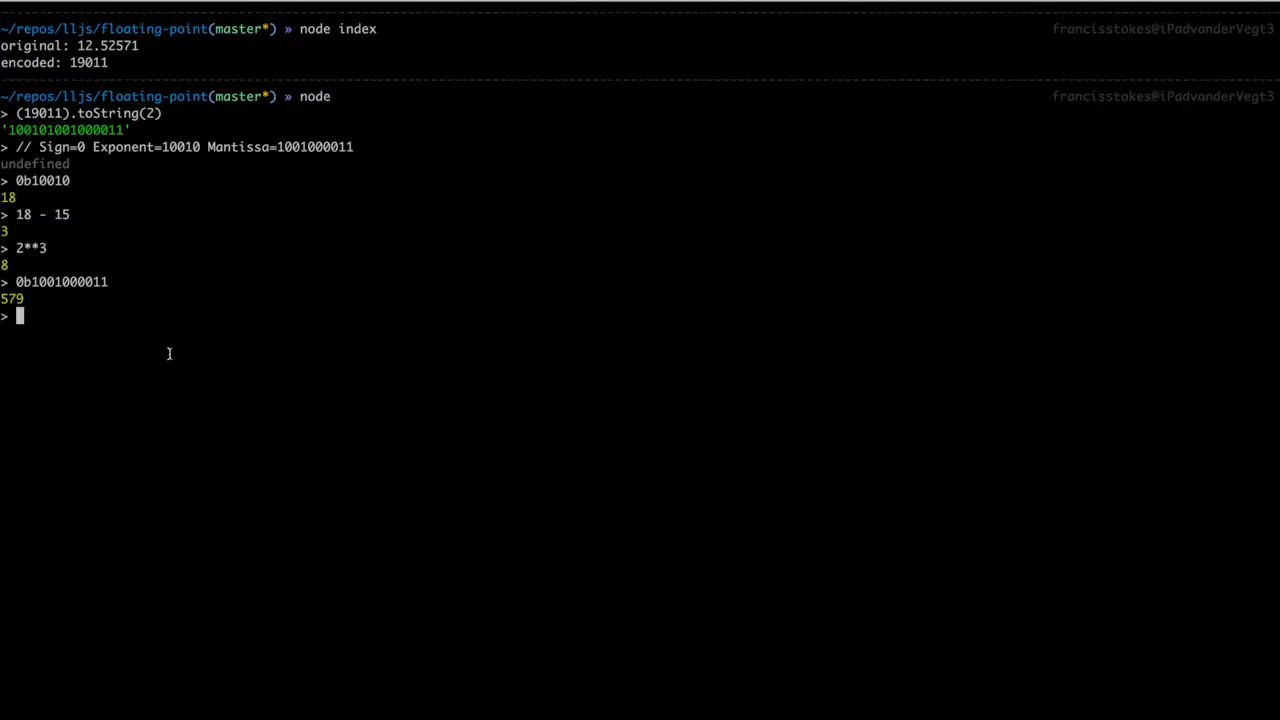 ~/repos/lljs/floating-point(master*) » node index francisstokes@iPadvanderVegt3
original: 12.52571
encoded: 19011
~/repos/lljs/floating-point(master*) » node francisstokes@iPadvanderVegt3
> (19011).toString(2)
'100101001000011'
> // Sign=0 Exponent=10010 Mantissa=1001000011
undefined
> 0b10010
18
> 18 - 15
3
> 2**3
8
> 0b1001000011
579
>